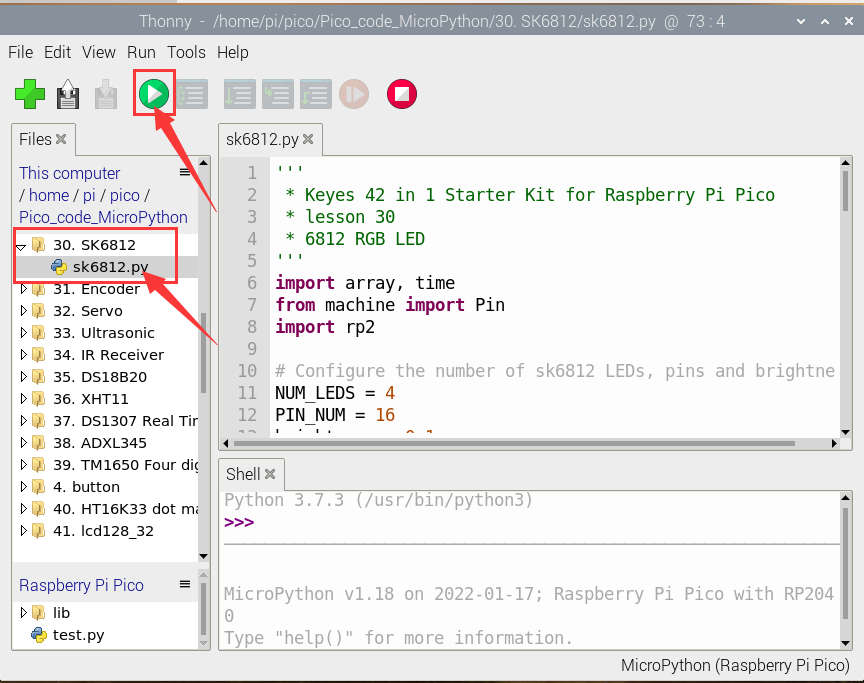 Thonny - /home/pi/pico/Pico_code_MicroPython/30. SK6812/sk6812.py @ 73 : 4
File Edit View Run Tools Help
Files
This computer
/ home / pi / pico /
Pico_code_MicroPython
30. SK6812
sk6812.py
31. Encoder
32. Servo
33. Ultrasonic
34. IR Receiver
35. DS18B20
36. XHT11
37. DS1307 Real Tir
38. ADXL345
39. TM1650 Four dig
4. button
40. HT16K33 dot ma
41. lcd128_32
Raspberry Pi Pico
lib
test.py
sk6812.py
1 '''
2 * Keyes 42 in 1 Starter Kit for Raspberry Pi Pico
3 * lesson 30
4 * 6812 RGB LED
5 '''
6 import array, time
7 from machine import Pin
8 import rp2
9
10 # Configure the number of sk6812 LEDs, pins and brightne
11 NUM_LEDS = 4
12 PIN_NUM = 16
Shell
Python 3.7.3 (/usr/bin/python3)
>>>
MicroPython v1.18 on 2022-01-17; Raspberry Pi Pico with RP204
0
Type "help()" for more information.
MicroPython (Raspberry Pi Pico)